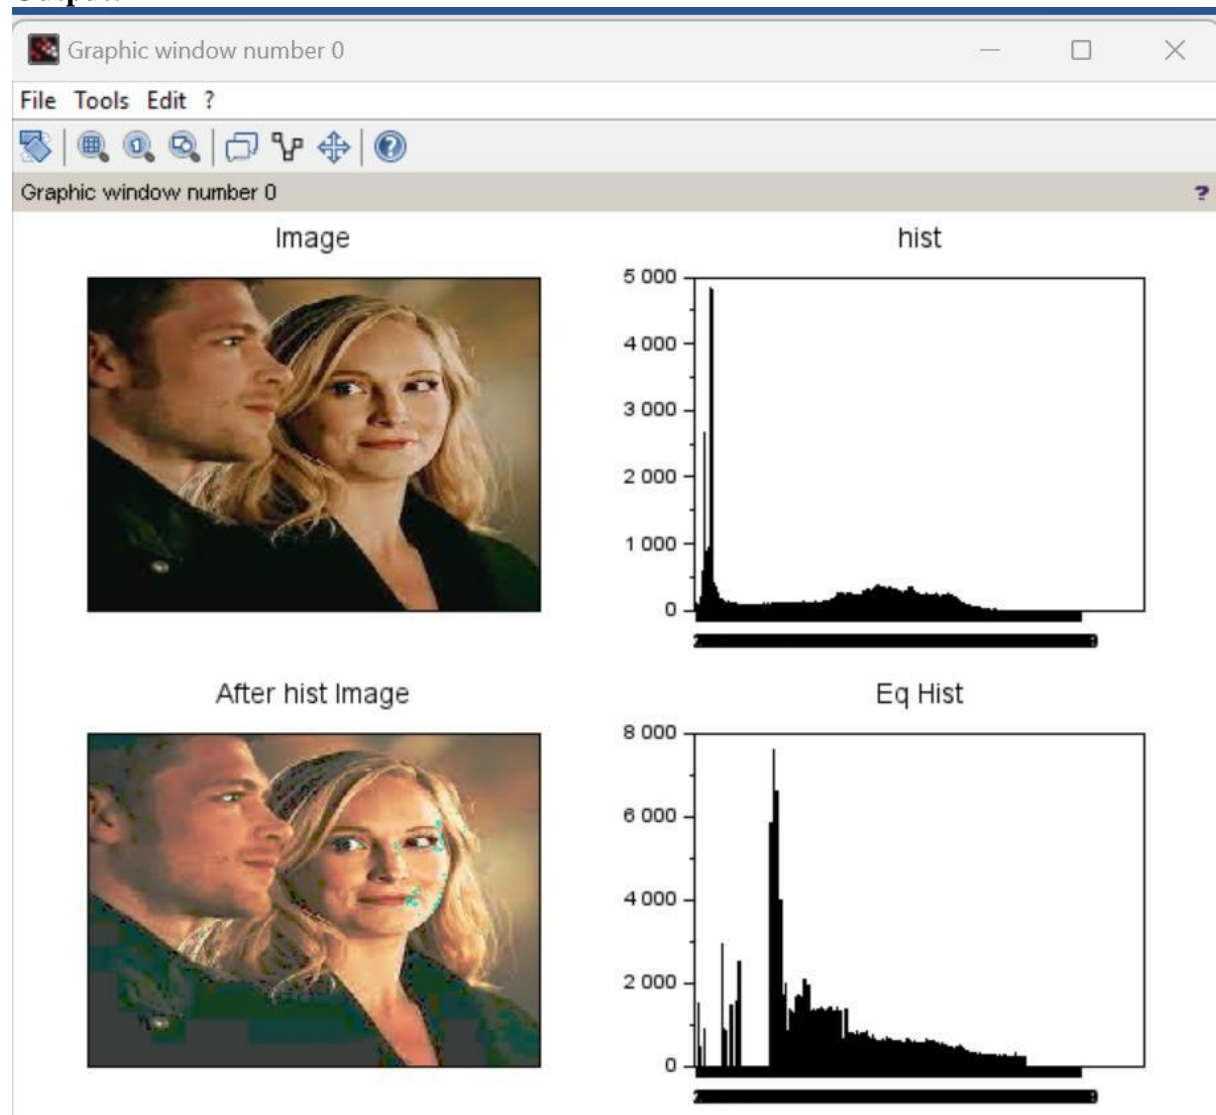 Output:
Graphic window number 0
File Tools Edit ?
Graphic window number 0 ?
Image
hist
5 000
4 000
3 000
2 000
1 000
0
After hist Image
Eq Hist
8 000
6 000
4 000
2 000
0